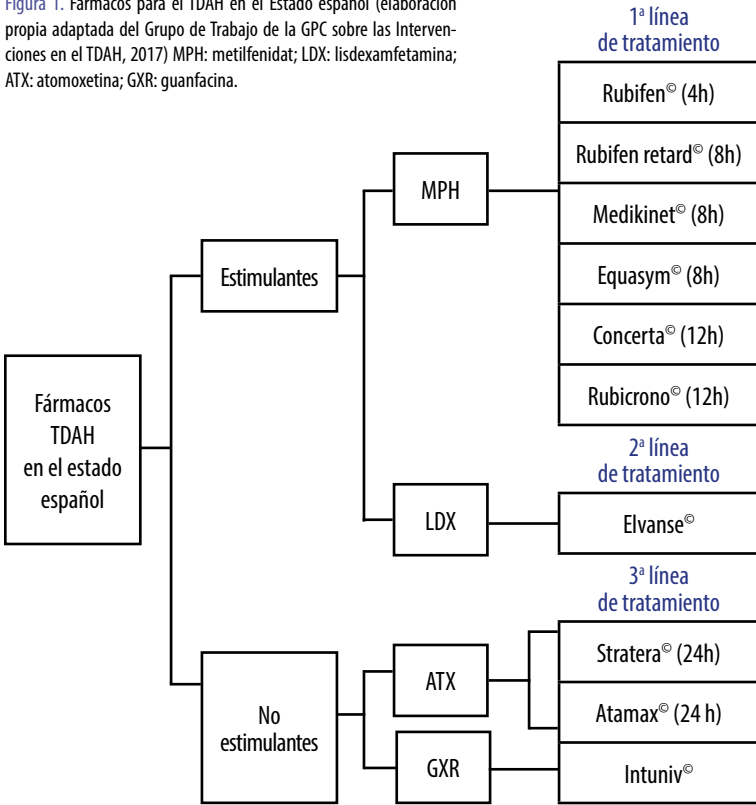 Figura 1. Fármacos para el TDAH en el Estado español (elaboración
propia adaptada del Grupo de Trabajo de la GPC sobre las Interven-
ciones en el TDAH, 2017) MPH: metilfenidat; LDX: lisdexamfetamina;
ATX: atomoxetina; GXR: guanfacina.
Fármacos
TDAH
en el estado
español
Estimulantes
MPH
1ª línea
de tratamiento
Rubifen© (4h)
Rubifen retard© (8h)
Medikinet© (8h)
Equasym© (8h)
Concerta© (12h)
Rubicrono© (12h)
LDX
2ª línea
de tratamiento
Elvanse©
No
estimulantes
ATX
3ª línea
de tratamiento
Stratera© (24h)
Atamax© (24 h)
GXR
Intuniv©